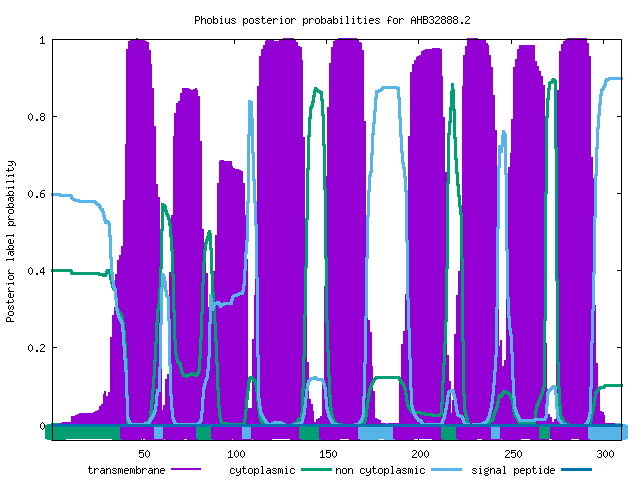 Phobius posterior probabilities for AHB32888.2
1
0.8
0.6
0.4
0.2
0
Posterior label probability
50 100 150 200 250 300
transmembrane cytoplasmic non cytoplasmic signal peptide